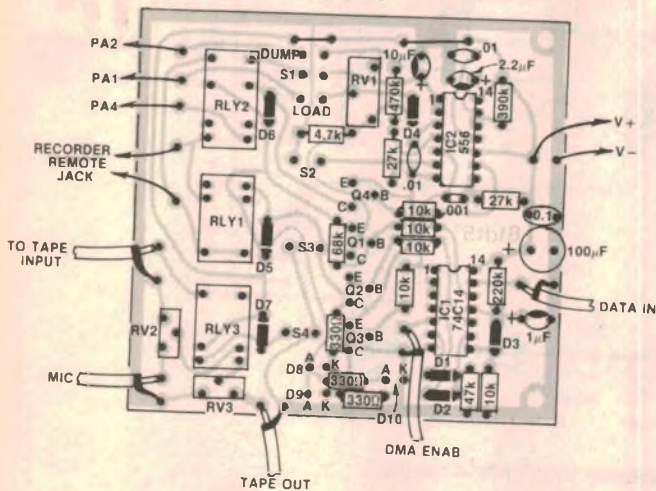 PA2
PA1
PA4
RECORDER
REMOTE
JACK
TO TAPE
INPUT
MIC
TAPE OUT
DMA ENAB
DATA IN
V+
V−
DUMP
S1
LOAD
RLY2
D6
4.7k
S2
RV1
10µF
+
470k
27k
D4
.01
.01
2.2µF
+
1
14
IC2
556
390k
27k
0.1
+
100µF
.001
10k
10k
10k
E
Q4
B
C
68k
E
Q1
B
C
E
Q2
B
C
E
Q3
B
C
S3
RLY1
D5
D7
RLY3
RV2
RV3
S4
330Ω
10k
1
14
IC1
74C14
220k
D3
+
1µF
D8
A
K
330Ω
A
K
D9
A
K
330Ω
D10
D1
D2
47k
10k